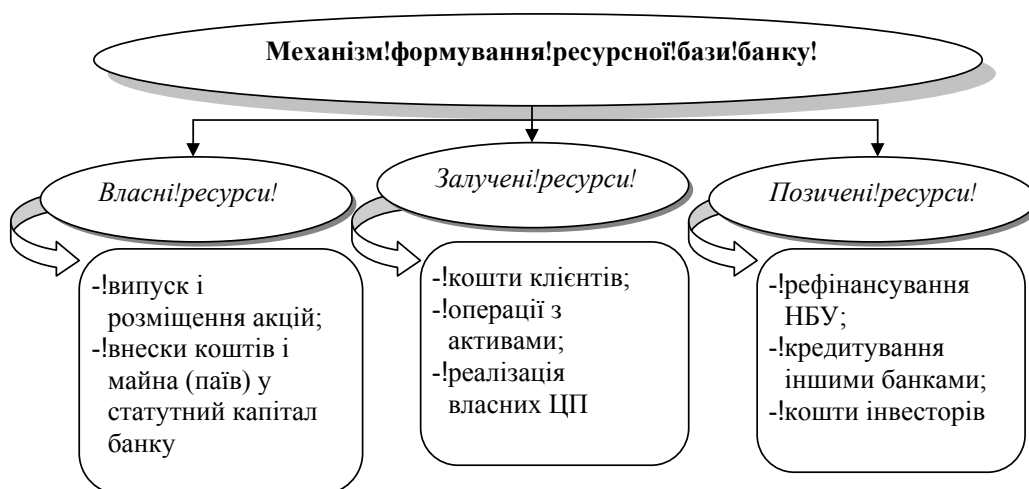 Механізм!формування!ресурсної!бази!банку!
Власні!ресурси!
Залучені!ресурси!
Позичені!ресурси!
-!випуск і
розміщення акцій;
-!внески коштів і
майна (паїв) у
статутний капітал
банку
-!кошти клієнтів;
-!операції з
активами;
-!реалізація
власних ЦП
-!рефінансування
НБУ;
-!кредитування
іншими банками;
-!кошти інвесторів